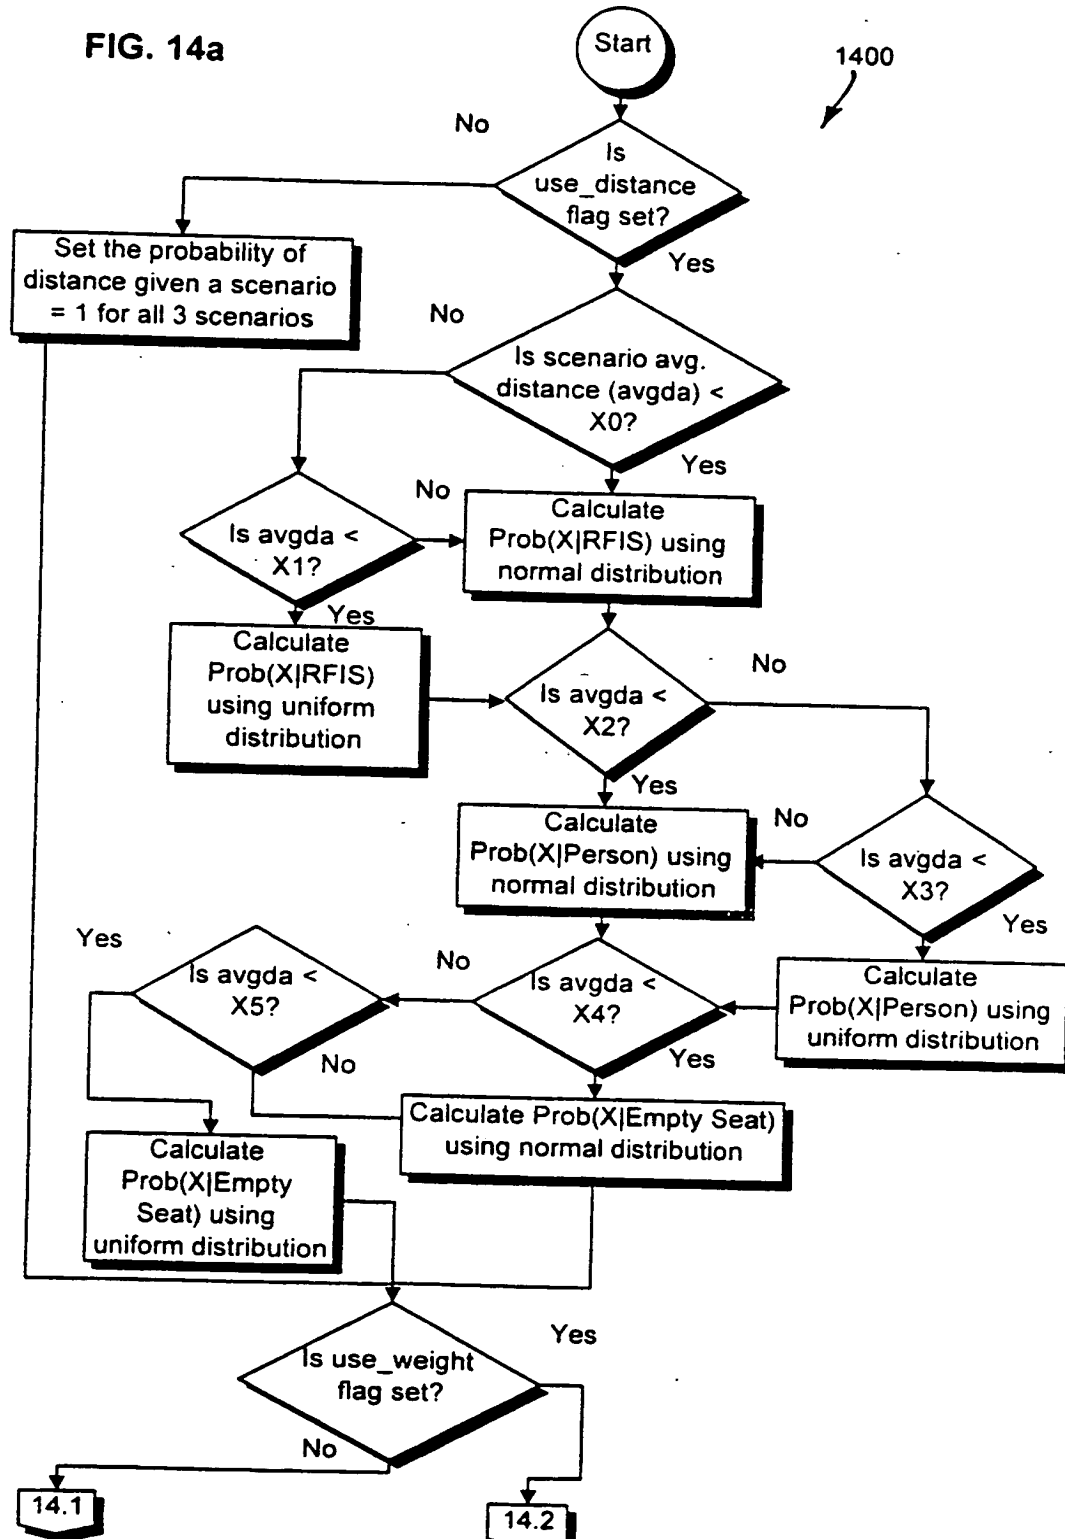 FIG. 14a
Start
1400
No
Is
use_distance
flag set?
Yes
Set the probability of
distance given a scenario
= 1 for all 3 scenarios
No
Is scenario avg.
distance (avgda) <
X0?
Yes
No
Is avgda <
X1?
Yes
Calculate
Prob(X|RFIS) using
normal distribution
Calculate
Prob(X|RFIS)
using uniform
distribution
Is avgda <
X2?
No
Yes
Calculate
Prob(X|Person) using
normal distribution
No
Is avgda <
X3?
Yes
Yes
Is avgda <
X5?
No
No
Is avgda <
X4?
Yes
Calculate
Prob(X|Person) using
uniform distribution
Calculate Prob(X|Empty Seat)
using normal distribution
Calculate
Prob(X|Empty
Seat) using
uniform distribution
Is use_weight
flag set?
Yes
No
14.1
14.2